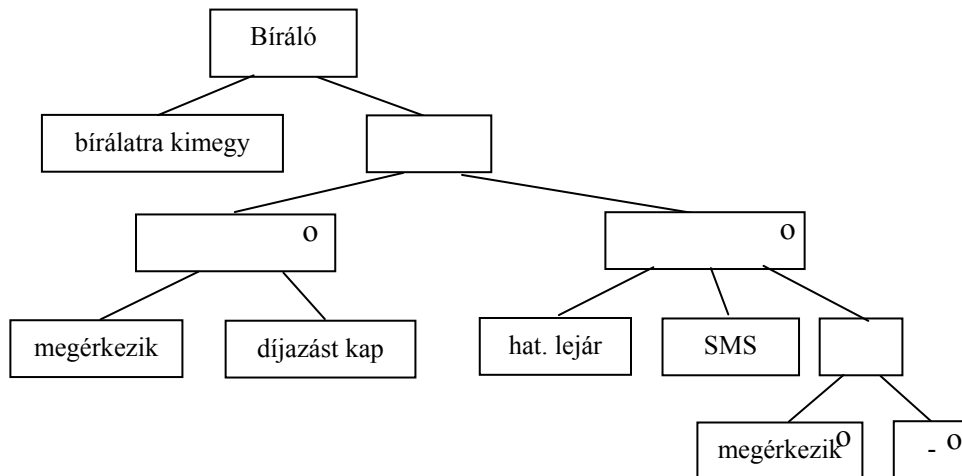 Bíráló
bírálatra kimegy
o
o
megérkezik
díjazást kap
hat. lejár
SMS
megérkezik o
- o